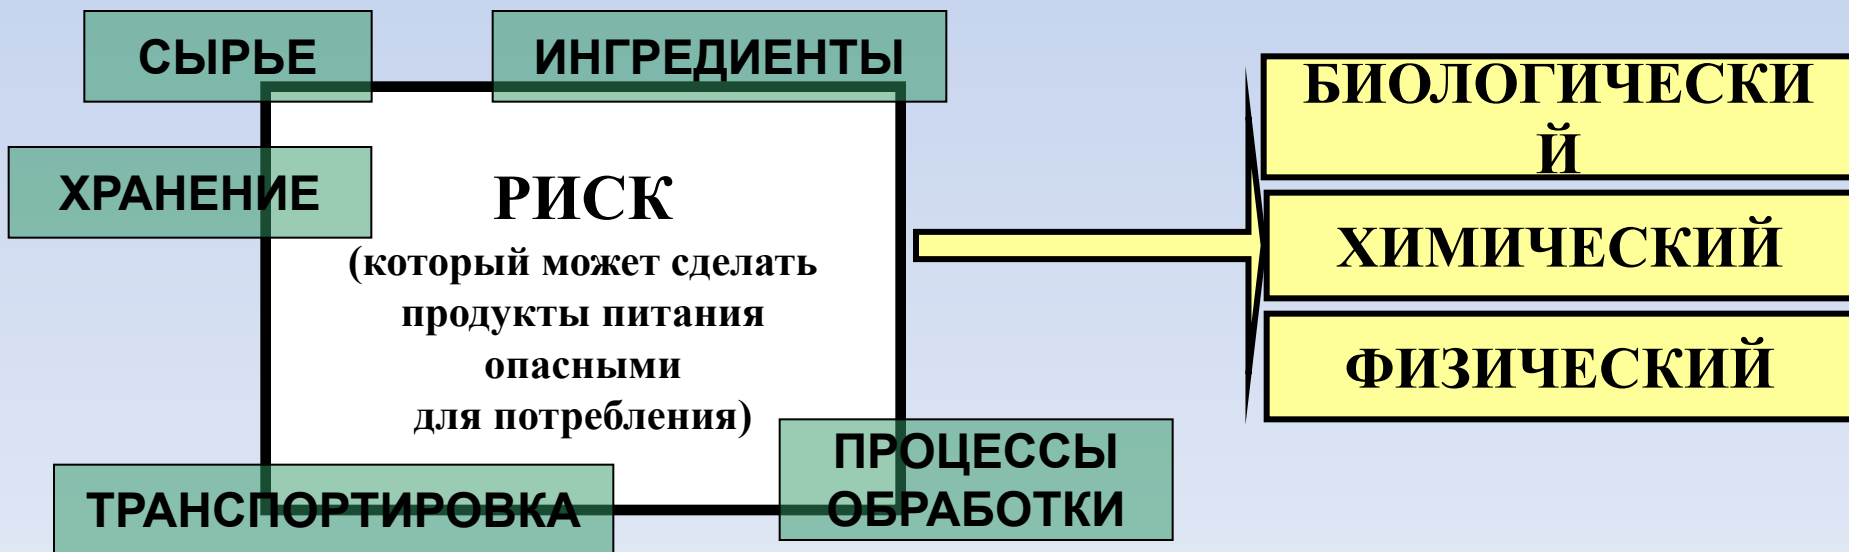 СЫРЬЕ
ИНГРЕДИЕНТЫ
ХРАНЕНИЕ
РИСК
(который может сделать
продукты питания
опасными
для потребления)
ТРАНСПОРТИРОВКА
ПРОЦЕССЫ
ОБРАБОТКИ
БИОЛОГИЧЕСКИ
Й
ХИМИЧЕСКИЙ
ФИЗИЧЕСКИЙ